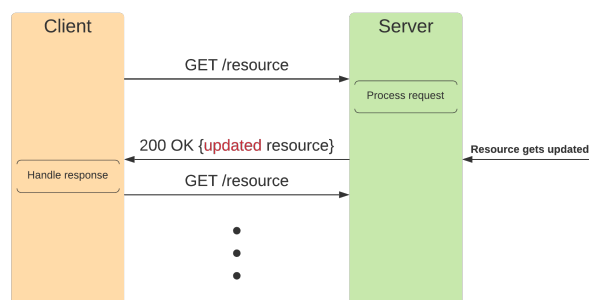 Client
Server
GET /resource
Process request
200 OK {updated resource}
Resource gets updated
Handle response
GET /resource